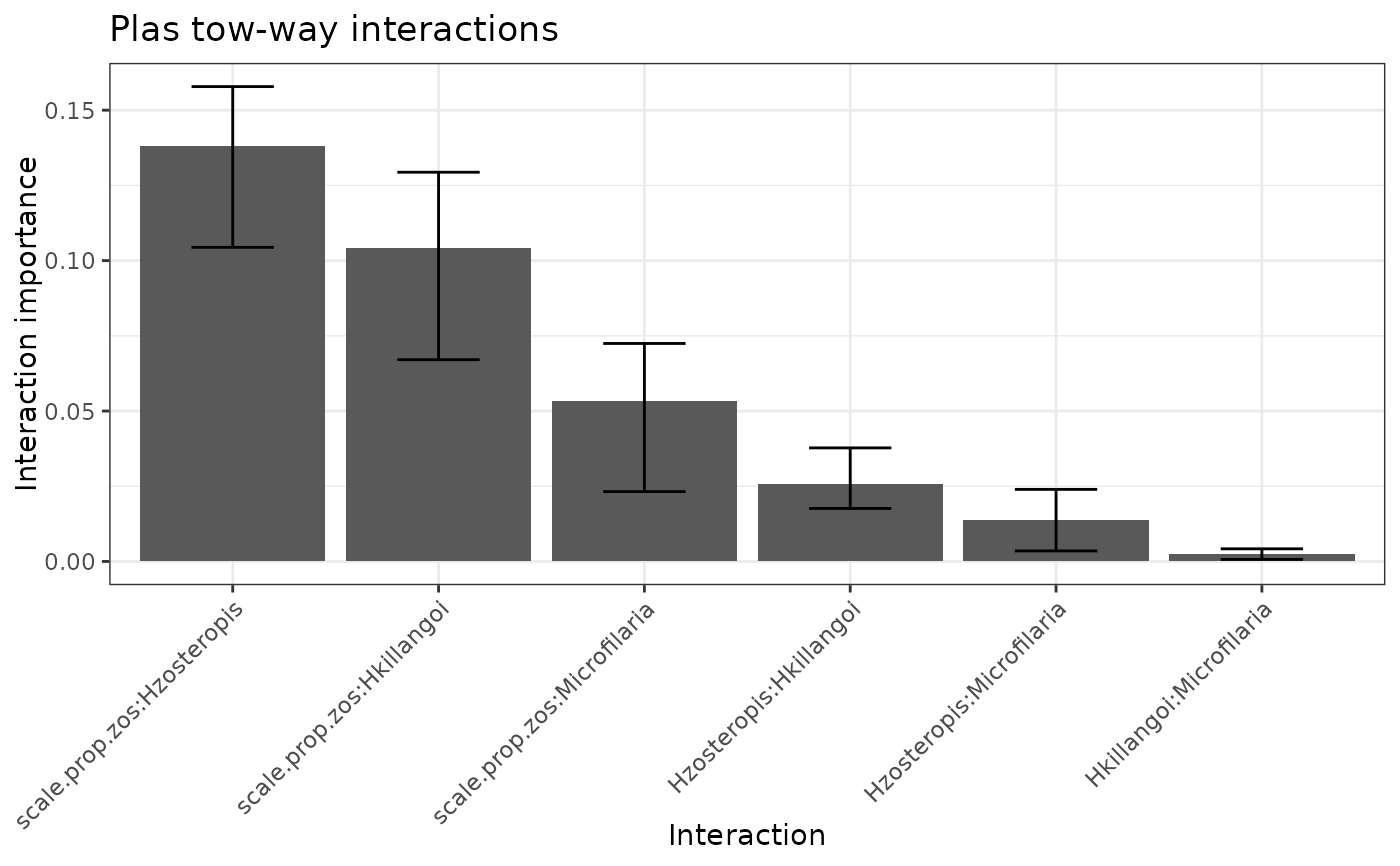 Plas tow-way interactions
Interaction importance
0.15
0.10
0.05
0.00
scale.prop.zos:Hzosteropis
scale.prop.zos:Hkillangoi
scale.prop.zos:Microfilaria
Hzosteropis:Hkillangoi
Hzosteropis:Microfilaria
Hkillangoi:Microfilaria
Interaction